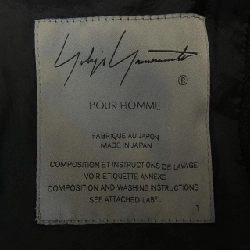 Yohji Yamamoto
®
POUR HOMME
FABRIQUE AU JAPON
MADE IN JAPAN
COMPOSITION ET INSTRUCTIONS DE LAVAGE
VOIR ETIQUETTE ANNEXE
COMPOSITION AND WASHING INSTRUCTIONS
SEE ATTACHED LABEL
1